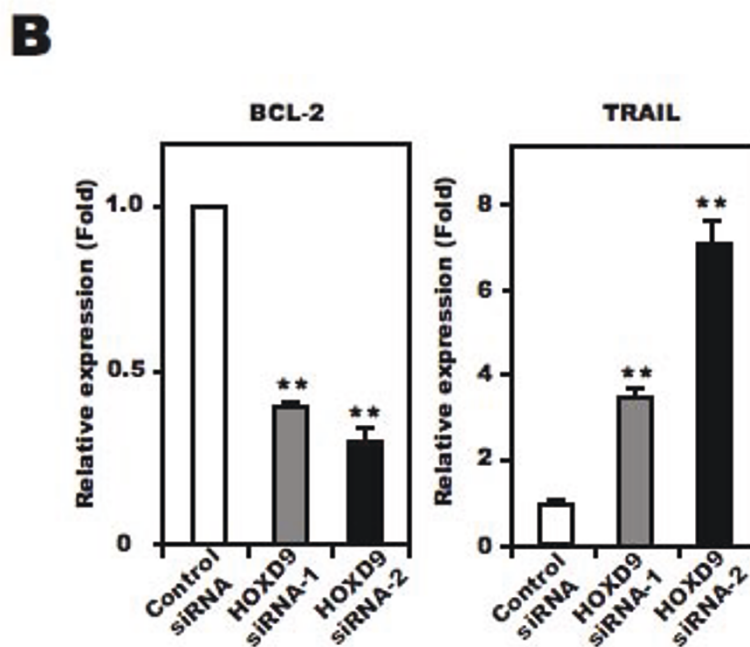 B
BCL-2
Relative expression (Fold)
1.0
0.5
0
**
**
Control
siRNA
HOXD9
siRNA-1
HOXD9
siRNA-2
TRAIL
Relative expression (Fold)
8
6
4
2
0
**
**
Control
siRNA
HOXD9
siRNA-1
HOXD9
siRNA-2